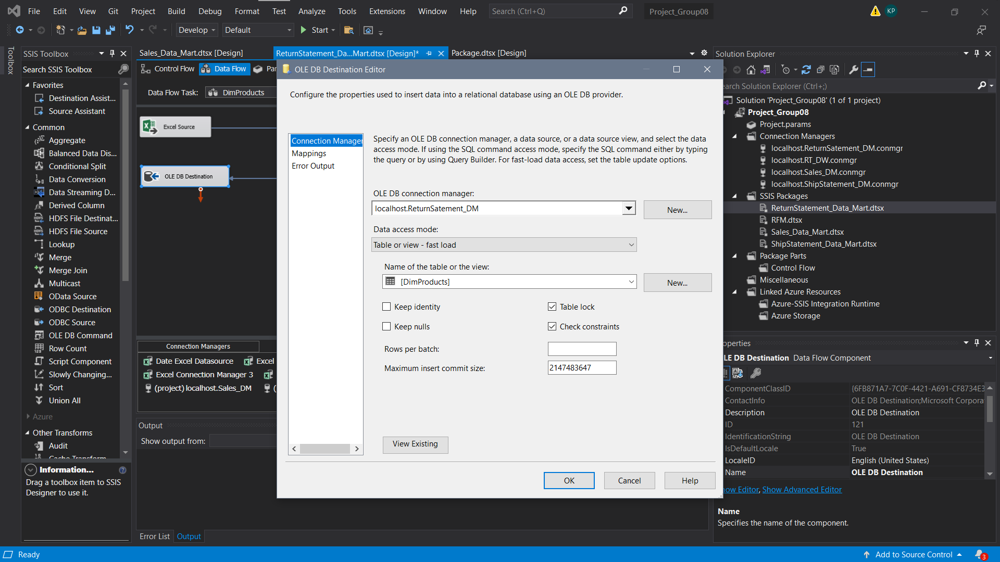 File Edit View Git Project Build Debug Format Test Analyze Tools Extensions Window Help Search (Ctrl+Q) Project_Group08 KP
Develop Default Start
Toolbox
SSIS Toolbox
Search SSIS Toolbox
Favorites
Destination Assist...
Source Assistant
Common
Aggregate
Balanced Data Dis...
Conditional Split
Data Conversion
Data Streaming D...
Derived Column
HDFS File Destinat...
HDFS File Source
Lookup
Merge
Merge Join
Multicast
OData Source
ODBC Destination
ODBC Source
OLE DB Command
Row Count
Script Component
Slowly Changing...
Sort
Union All
Azure
Other Transforms
Audit
Cache Transform
Information...
Drag a toolbox item to SSIS
Designer to use it.
Sales_Data_Mart.dtsx [Design] ReturnStatement_Da...Mart.dtsx [Design]* Package.dtsx [Design]
Control Flow Data Flow Par
Data Flow Task: DimProducts
Excel Source
OLE DB Destination
Connection Managers
Date Excel Datasource Excel
Excel Connection Manager 3
(project) localhost.Sales_DM (
Output
Show output from:
Error List Output
OLE DB Destination Editor
Configure the properties used to insert data into a relational database using an OLE DB provider.
Connection Manager
Mappings
Error Output
Specify an OLE DB connection manager, a data source, or a data source view, and select the data
access mode. If using the SQL command access mode, specify the SQL command either by typing
the query or by using Query Builder. For fast-load data access, set the table update options.
OLE DB connection manager:
localhost.ReturnSatement_DM New...
Data access mode:
Table or view - fast load
Name of the table or the view:
[DimProducts] New...
Keep identity Table lock
Keep nulls Check constraints
Rows per batch:
Maximum insert commit size: 2147483647
View Existing
OK Cancel Help
Solution Explorer
earch Solution Explorer (Ctrl+;)
Solution 'Project_Group08' (1 of 1 project)
Project_Group08
Project.params
Connection Managers
localhost.ReturnSatement_DM.conmgr
localhost.RT_DW.conmgr
localhost.Sales_DM.conmgr
localhost.ShipStatement_DM.conmgr
SSIS Packages
ReturnStatement_Data_Mart.dtsx
RFM.dtsx
Sales_Data_Mart.dtsx
ShipStatement_Data_Mart.dtsx
Package Parts
Control Flow
Miscellaneous
Linked Azure Resources
Azure-SSIS Integration Runtime
Azure Storage
operties
LE DB Destination Data Flow Component
ComponentClassID {6FB871A7-7C0F-4421-A691-CF8734E3
ContactInfo OLE DB Destination;Microsoft Corpora
Description OLE DB Destination
ID 121
IdentificationString OLE DB Destination
IsDefaultLocale True
LocaleID English (United States)
Name OLE DB Destination
how Editor, Show Advanced Editor
Name
Specifies the name of the component.
Ready Add to Source Control 3